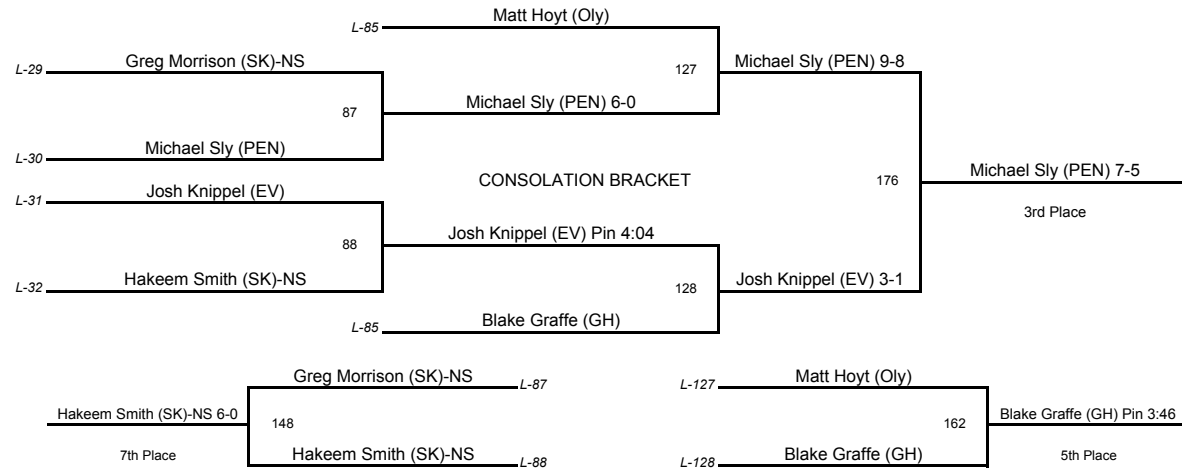 L-85 Matt Hoyt (Oly)
L-29 Greg Morrison (SK)-NS
127 Michael Sly (PEN) 9-8
87 Michael Sly (PEN) 6-0
L-30 Michael Sly (PEN)
CONSOLATION BRACKET
176 Michael Sly (PEN) 7-5
3rd Place
L-31 Josh Knippel (EV)
88 Josh Knippel (EV) Pin 4:04
L-32 Hakeem Smith (SK)-NS
128 Josh Knippel (EV) 3-1
L-85 Blake Graffe (GH)
Greg Morrison (SK)-NS L-87
Hakeem Smith (SK)-NS 6-0 148
7th Place
Hakeem Smith (SK)-NS L-88
L-127 Matt Hoyt (Oly)
162 Blake Graffe (GH) Pin 3:46
5th Place
L-128 Blake Graffe (GH)